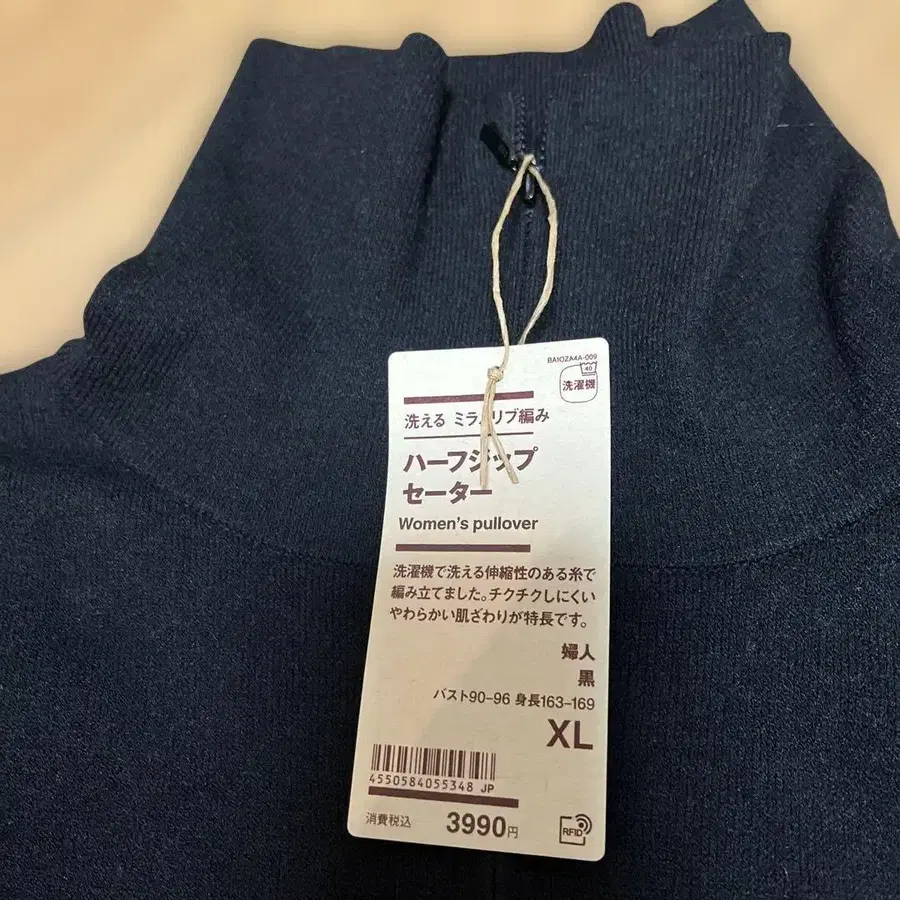 BA1OZA4A-009
40
洗濯機
洗える ミラノリブ編み
ハーフジップ
セーター
Women's pullover
洗濯機で洗える伸縮性のある糸で
編み立てました。チクチクしにくい
やわらかい肌ざわりが特長です。
婦人
黒
バスト90-96 身長163-169
XL
4550584055348 JP
消費税込 3990円
RFID